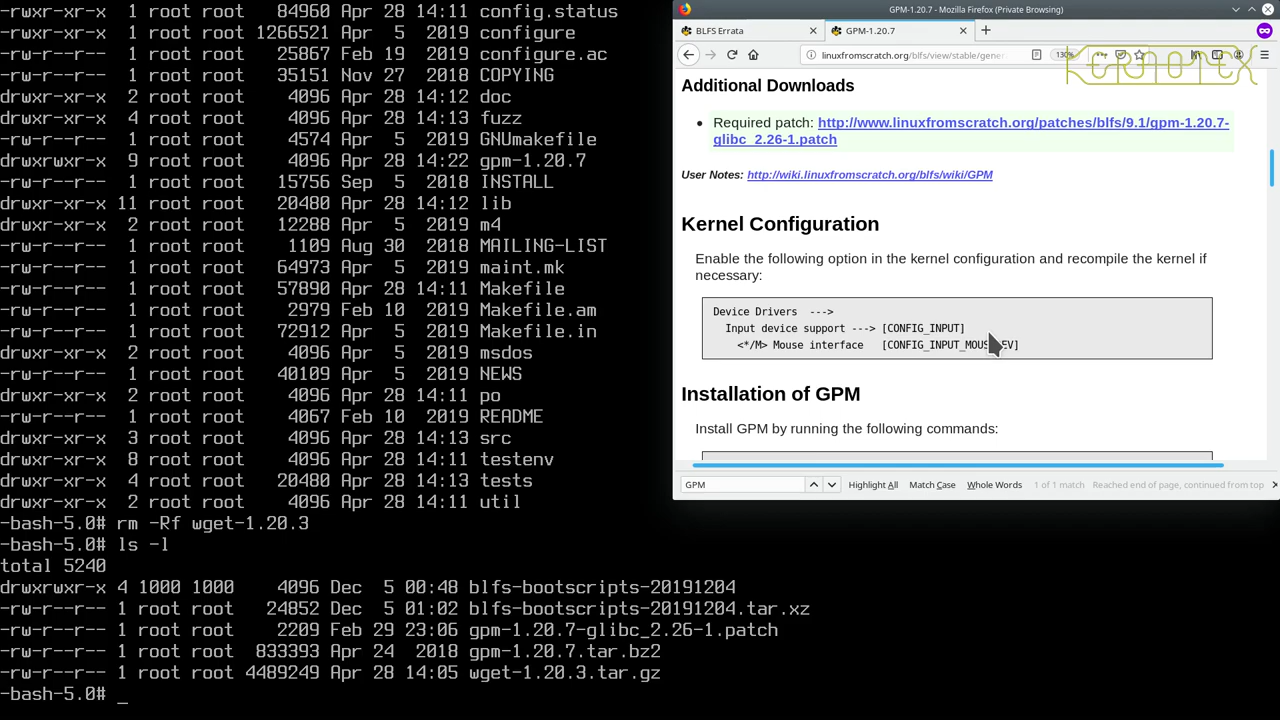 -rwxr-xr-x  1 root root   84960 Apr 28 14:11 config.status
-rwxr-xr-x  1 root root 1266521 Apr  5  2019 configure
-rw-r--r--  1 root root   25867 Feb 19  2019 configure.ac
-rw-r--r--  1 root root   35151 Nov 27  2018 COPYING
drwxr-xr-x  2 root root    4096 Apr 28 14:12 doc
drwxr-xr-x  4 root root    4096 Apr 28 14:12 fuzz
-rw-r--r--  1 root root    4574 Apr  5  2019 GNUmakefile
drwxrwxr-x  9 root root    4096 Apr 28 14:22 gpm-1.20.7
-rw-r--r--  1 root root   15756 Sep  5  2018 INSTALL
drwxr-xr-x 11 root root   20480 Apr 28 14:12 lib
drwxr-xr-x  2 root root   12288 Apr  5  2019 m4
-rw-r--r--  1 root root    1109 Aug 30  2018 MAILING-LIST
-rw-r--r--  1 root root   64973 Apr  5  2019 maint.mk
-rw-r--r--  1 root root   57890 Apr 28 14:11 Makefile
-rw-r--r--  1 root root    2979 Feb 10  2019 Makefile.am
-rw-r--r--  1 root root   72912 Apr  5  2019 Makefile.in
drwxr-xr-x  2 root root    4096 Apr 28 14:11 msdos
-rw-r--r--  1 root root   40109 Apr  5  2019 NEWS
drwxr-xr-x  2 root root    4096 Apr 28 14:11 po
-rw-r--r--  1 root root    4067 Feb 10  2019 README
drwxr-xr-x  3 root root    4096 Apr 28 14:13 src
drwxr-xr-x  8 root root    4096 Apr 28 14:11 testenv
drwxr-xr-x  4 root root   20480 Apr 28 14:13 tests
drwxr-xr-x  2 root root    4096 Apr 28 14:11 util
-bash-5.0# rm -Rf wget-1.20.3
-bash-5.0# ls -l
total 5240
drwxrwxr-x 4 1000 1000    4096 Dec  5 00:48 blfs-bootscripts-20191204
-rw-r--r-- 1 root root   24852 Dec  5 01:02 blfs-bootscripts-20191204.tar.xz
-rw-r--r-- 1 root root    2209 Feb 29 23:06 gpm-1.20.7-glibc_2.26-1.patch
-rw-r--r-- 1 root root  833393 Apr 24  2018 gpm-1.20.7.tar.bz2
-rw-r--r-- 1 root root 4489249 Apr 28 14:05 wget-1.20.3.tar.gz
-bash-5.0# _
GPM-1.20.7 - Mozilla Firefox (Private Browsing)
BLFS Errata
GPM-1.20.7
linuxfromscratch.org/blfs/view/stable/gener
130%
Additional Downloads
• Required patch: http://www.linuxfromscratch.org/patches/blfs/9.1/gpm-1.20.7-
glibc_2.26-1.patch
User Notes: http://wiki.linuxfromscratch.org/blfs/wiki/GPM
Kernel Configuration
Enable the following option in the kernel configuration and recompile the kernel if
necessary:
Device Drivers  --->
Input device support ---> [CONFIG_INPUT]
<*/M> Mouse interface   [CONFIG_INPUT_MOUSEDEV]
Installation of GPM
Install GPM by running the following commands:
GPM
Highlight All
Match Case
Whole Words
1 of 1 match
Reached end of page, continued from top